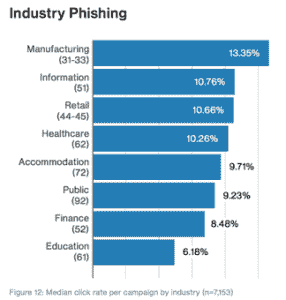 Industry Phishing
Manufacturing
(31-33)
13.35%
Information
(51)
10.76%
Retail
(44-45)
10.66%
Healthcare
(62)
10.26%
Accommodation
(72)
9.71%
Public
(92)
9.23%
Finance
(52)
8.48%
Education
(61)
6.18%
Figure 12: Median click rate per campaign by industry (n=7,153)